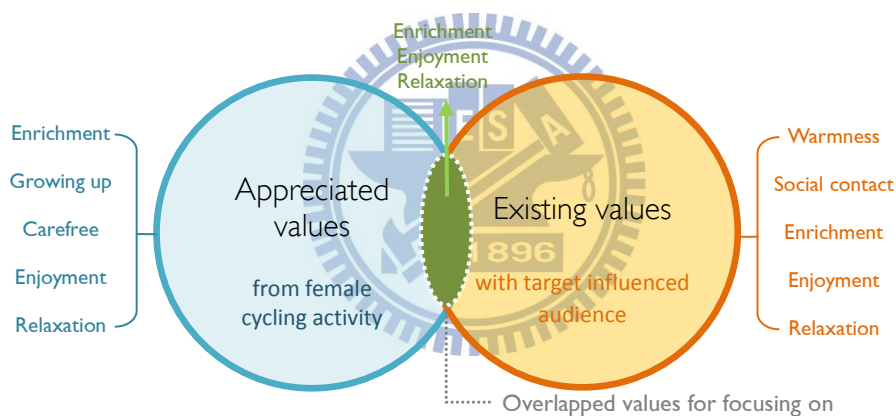 Enrichment
Enjoyment
Relaxation
Enrichment
Growing up
Carefree
Enjoyment
Relaxation
Appreciated
values
from female
cycling activity
Existing values
with target influenced
audience
E S A
1896
Warmness
Social contact
Enrichment
Enjoyment
Relaxation
Overlapped values for focusing on